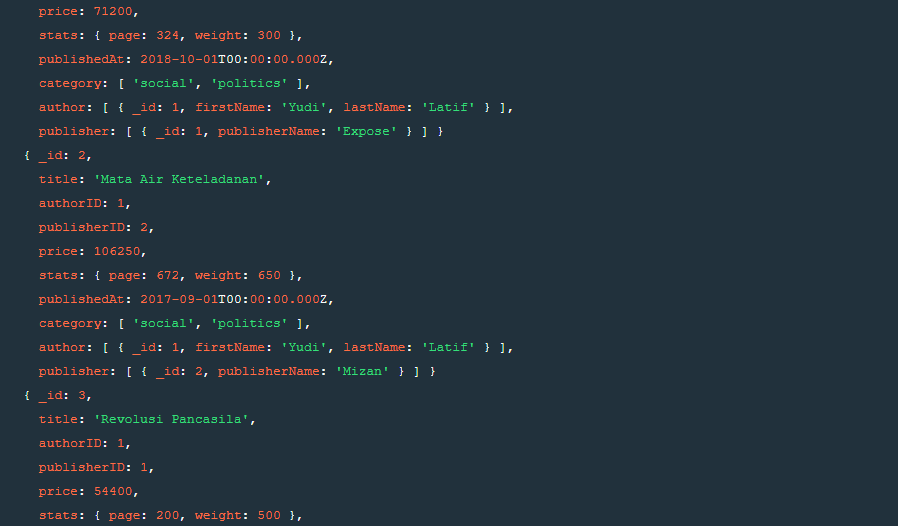 price: 71200,
stats: { page: 324, weight: 300 },
publishedAt: 2018-10-01T00:00:00.000Z,
category: [ 'social', 'politics' ],
author: [ { _id: 1, firstName: 'Yudi', lastName: 'Latif' } ],
publisher: [ { _id: 1, publisherName: 'Expose' } ] }
{ _id: 2,
title: 'Mata Air Keteladanan',
authorID: 1,
publisherID: 2,
price: 106250,
stats: { page: 672, weight: 650 },
publishedAt: 2017-09-01T00:00:00.000Z,
category: [ 'social', 'politics' ],
author: [ { _id: 1, firstName: 'Yudi', lastName: 'Latif' } ],
publisher: [ { _id: 2, publisherName: 'Mizan' } ] }
{ _id: 3,
title: 'Revolusi Pancasila',
authorID: 1,
publisherID: 1,
price: 54400,
stats: { page: 200, weight: 500 },